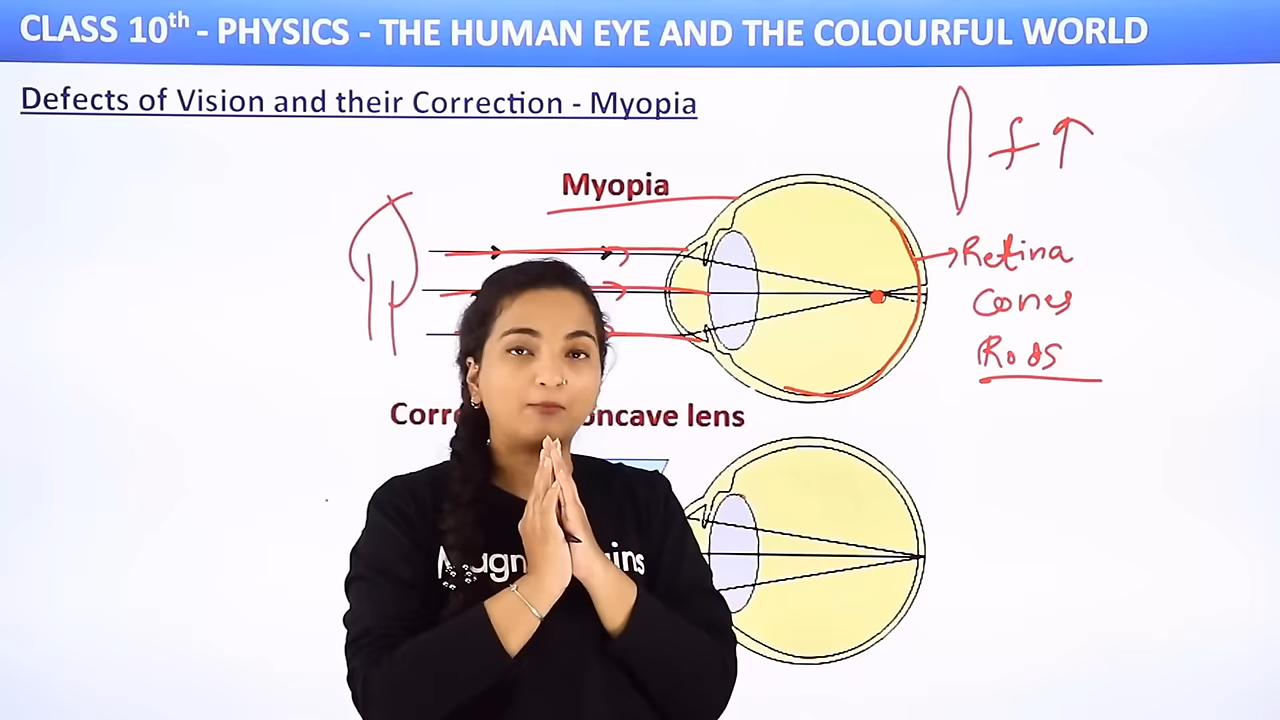 CLASS 10th - PHYSICS - THE HUMAN EYE AND THE COLOURFUL WORLD
Defects of Vision and their Correction - Myopia
f
Myopia
Retina
Cones
Rods
lens